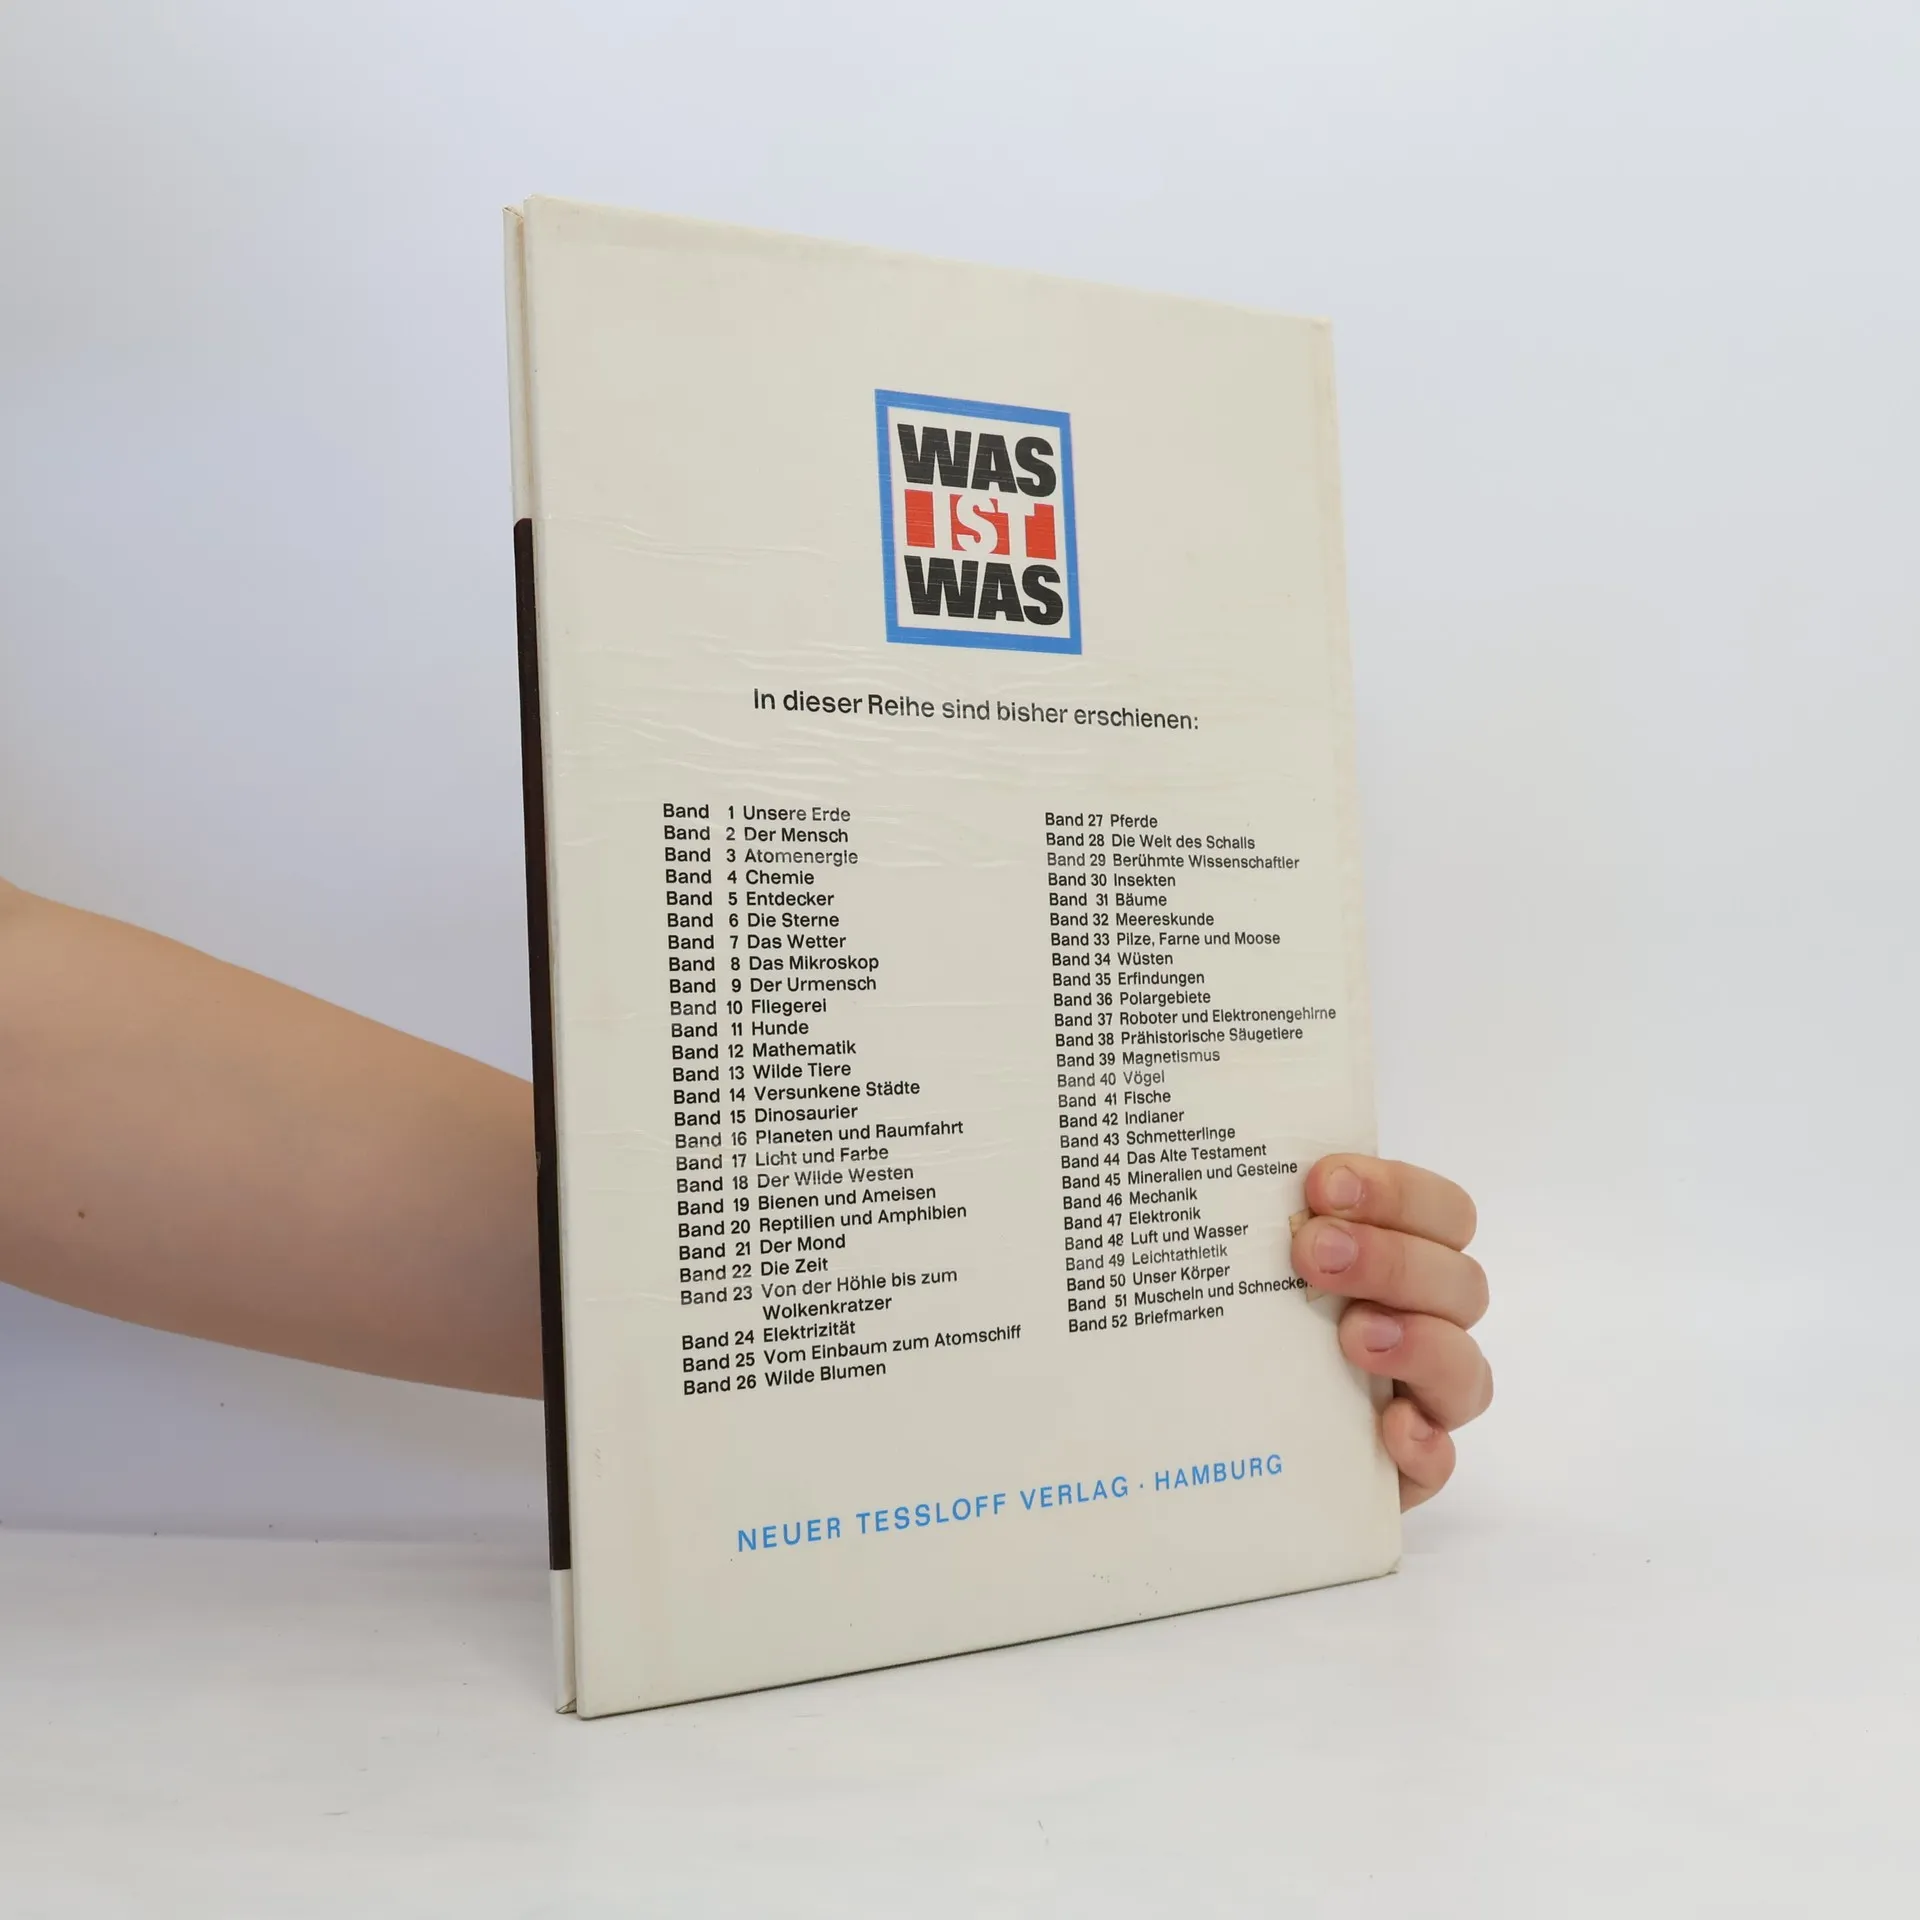 WAS
IST
WAS
In dieser Reihe sind bisher erschienen:
Band 1 Unsere Erde
Band 2 Der Mensch
Band 3 Atomenergie
Band 4 Chemie
Band 5 Entdecker
Band 6 Die Sterne
Band 7 Das Wetter
Band 8 Das Mikroskop
Band 9 Der Urmensch
Band 10 Fliegerei
Band 11 Hunde
Band 12 Mathematik
Band 13 Wilde Tiere
Band 14 Versunkene Städte
Band 15 Dinosaurier
Band 16 Planeten und Raumfahrt
Band 17 Licht und Farbe
Band 18 Der Wilde Westen
Band 19 Bienen und Ameisen
Band 20 Reptilien und Amphibien
Band 21 Der Mond
Band 22 Die Zeit
Band 23 Von der Höhle bis zum
Wolkenkratzer
Band 24 Elektrizität
Band 25 Vom Einbaum zum Atomschiff
Band 26 Wilde Blumen
Band 27 Pferde
Band 28 Die Welt des Schalls
Band 29 Berühmte Wissenschaftler
Band 30 Insekten
Band 31 Bäume
Band 32 Meereskunde
Band 33 Pilze, Farne und Moose
Band 34 Wüsten
Band 35 Erfindungen
Band 36 Polargebiete
Band 37 Roboter und Elektronengehirne
Band 38 Prähistorische Säugetiere
Band 39 Magnetismus
Band 40 Vögel
Band 41 Fische
Band 42 Indianer
Band 43 Schmetterlinge
Band 44 Das Alte Testament
Band 45 Mineralien und Gesteine
Band 46 Mechanik
Band 47 Elektronik
Band 48 Luft und Wasser
Band 49 Leichtathletik
Band 50 Unser Körper
Band 51 Muscheln und Schnecken
Band 52 Briefmarken
NEUER TESSLOFF VERLAG · HAMBURG